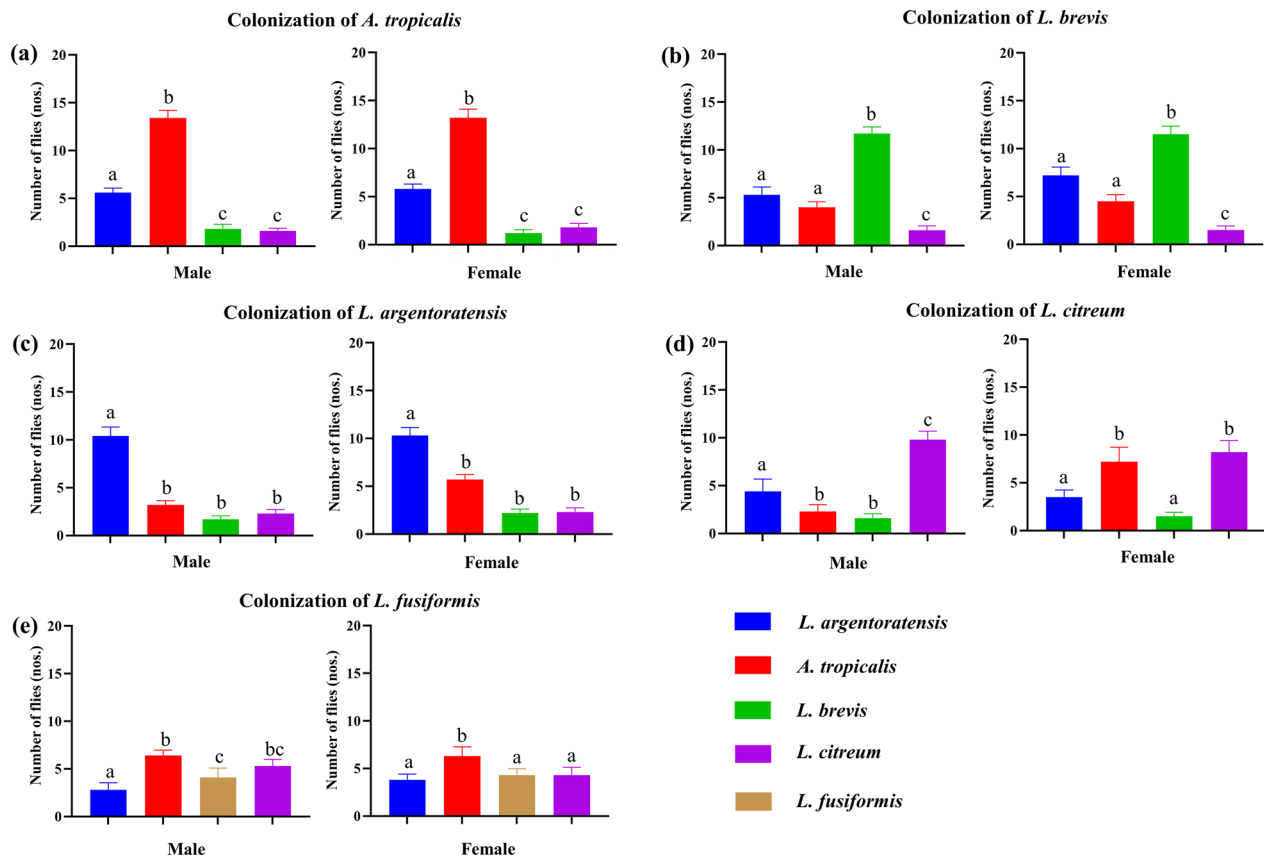 Colonization of A. tropicalis
(a)
Number of flies (nos.)
20
15
10
5
0
a
b
c
c
Male
Number of flies (nos.)
20
15
10
5
0
a
b
c
c
Female
Colonization of L. brevis
(b)
Number of flies (nos.)
20
15
10
5
0
a
a
b
c
Male
Number of flies (nos.)
20
15
10
5
0
a
a
b
c
Female
Colonization of L. argentoratensis
(c)
Number of flies (nos.)
20
15
10
5
0
a
b
b
b
Male
Number of flies (nos.)
20
15
10
5
0
a
b
b
b
Female
Colonization of L. citreum
(d)
Number of flies (nos.)
20
15
10
5
0
a
b
b
c
Male
Number of flies (nos.)
20
15
10
5
0
a
b
a
b
Female
Colonization of L. fusiformis
(e)
Number of flies (nos.)
20
15
10
5
0
a
b
c
bc
Male
Number of flies (nos.)
20
15
10
5
0
a
b
a
a
Female
L. argentoratensis
A. tropicalis
L. brevis
L. citreum
L. fusiformis